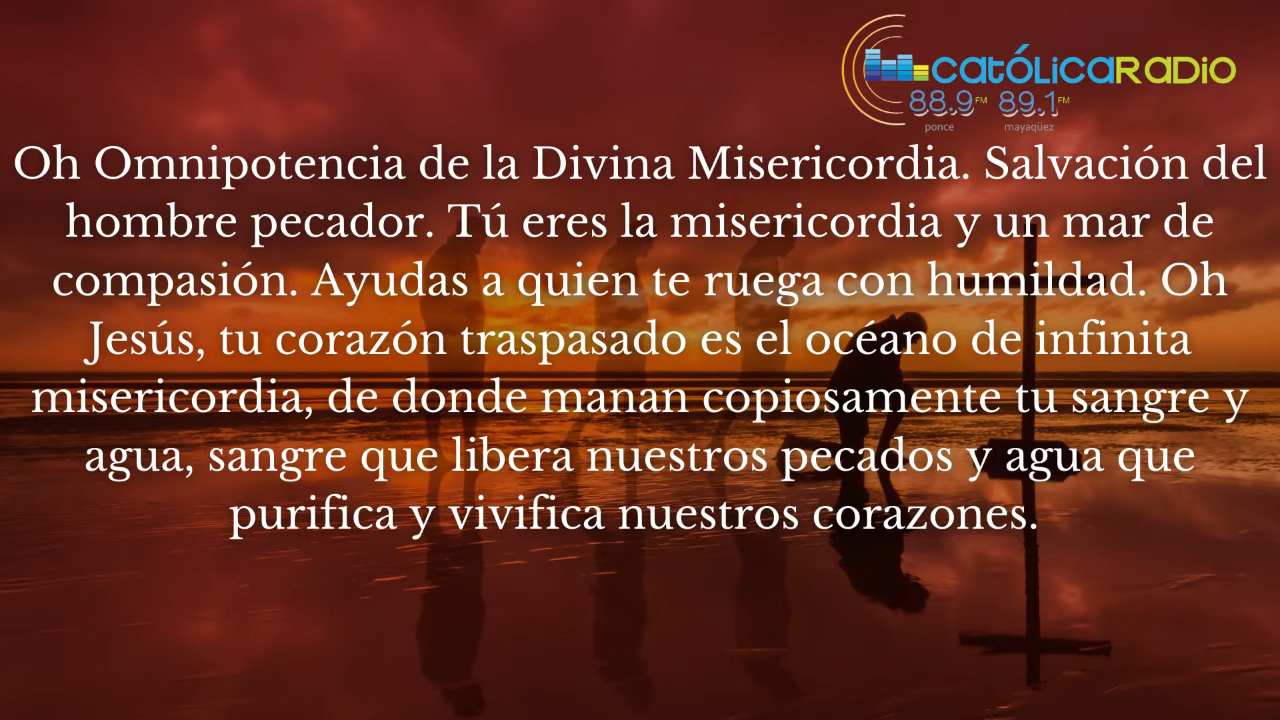 católicaRadio
88.9 FM 89.1 FM
ponce mayagüez
Oh Omnipotencia de la Divina Misericordia. Salvación del
hombre pecador. Tú eres la misericordia y un mar de
compasión. Ayudas a quien te ruega con humildad. Oh
Jesús, tu corazón traspasado es el océano de infinita
misericordia, de donde manan copiosamente tu sangre y
agua, sangre que libera nuestros pecados y agua que
purifica y vivifica nuestros corazones.